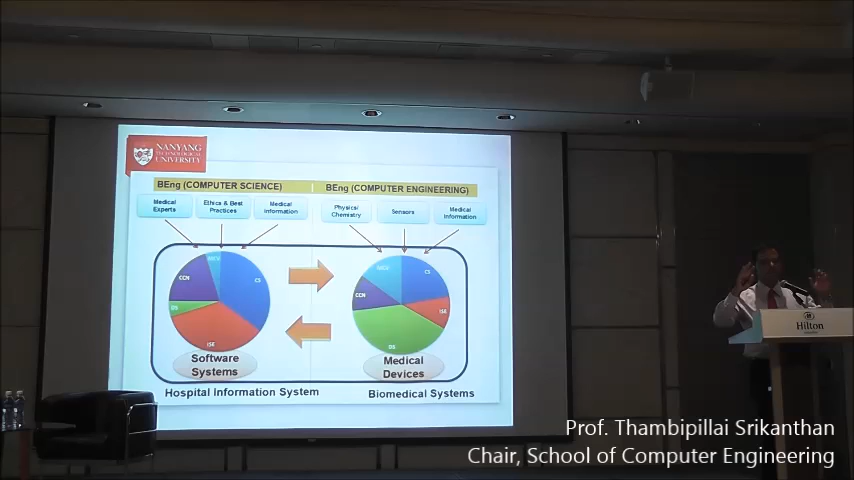 NANYANG
TECHNOLOGICAL
UNIVERSITY
BEng (COMPUTER SCIENCE)
BEng (COMPUTER ENGINEERING)
Medical
Experts
Ethics & Best
Practices
Medical
Information
Physics/
Chemistry
Sensors
Medical
Information
CCN
CS
ISE
CS
CCN
ISE
Software
Systems
Medical
Devices
Hospital Information System
Biomedical Systems
Hilton
Prof. Thambipillai Srikanthan
Chair, School of Computer Engineering